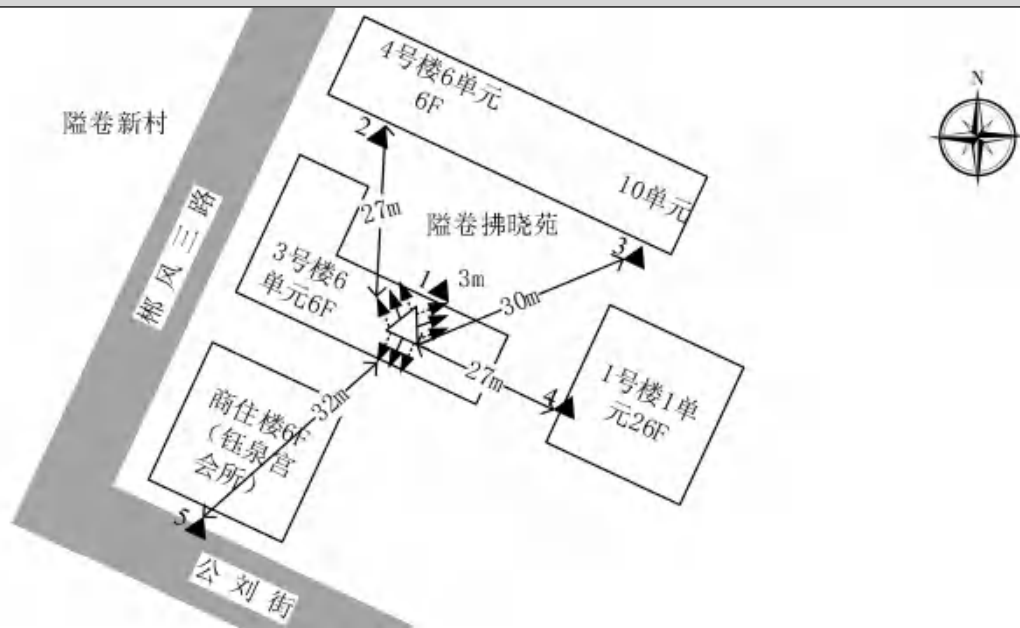 N
4号楼6单元
6F
隘卷新村
2
10单元
27m
隘卷拂晓苑
3
郴风三路
3号楼6
单元6F
1
3m
30m
27m
4
1号楼1单
元26F
32m
商住楼6F
(钰泉宫
会所)
5
公刘街